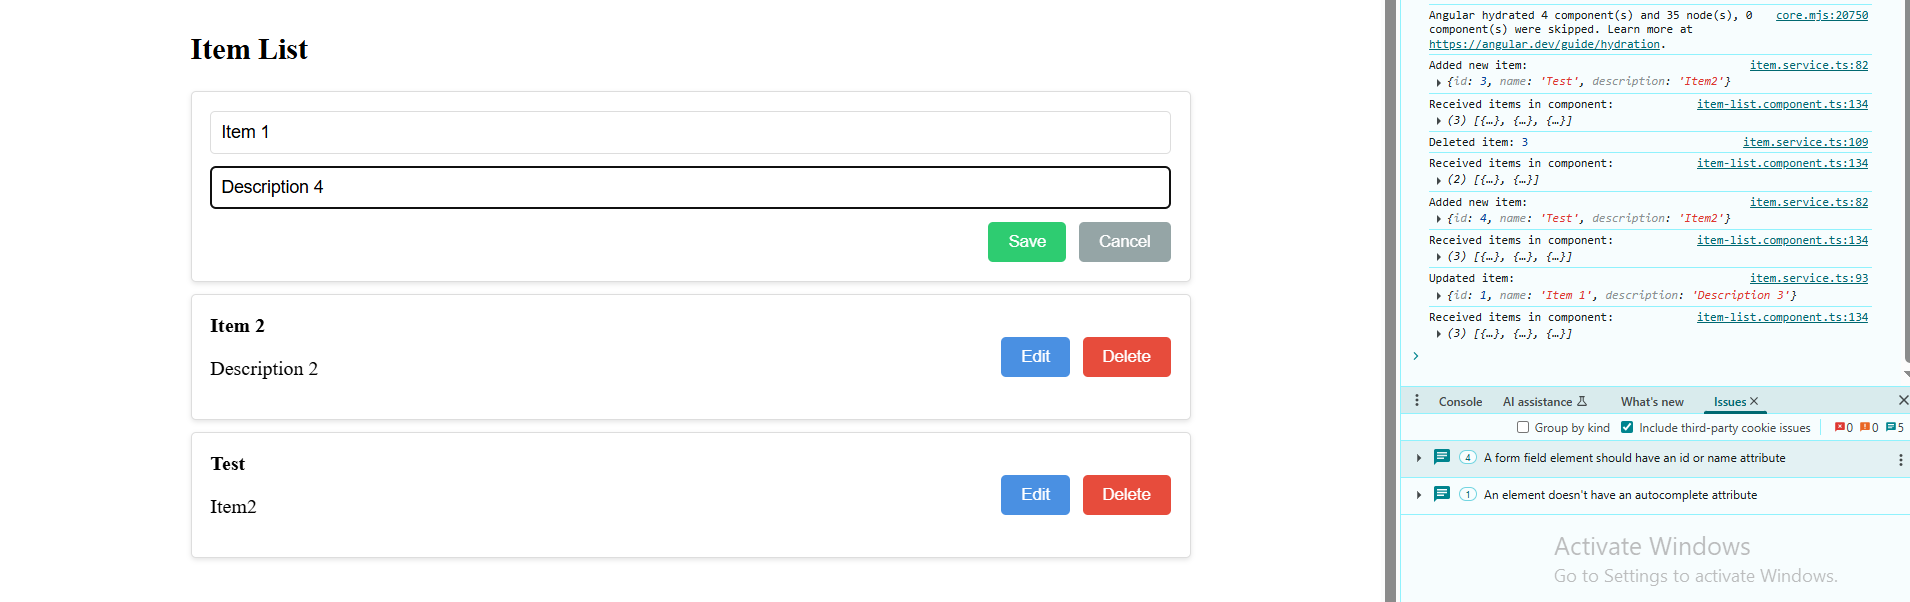 Item List
Item 1
Description 4
Save Cancel
Item 2
Description 2
Edit Delete
Test
Item2
Edit Delete
Angular hydrated 4 component(s) and 35 node(s), 0 core.mjs:20750
component(s) were skipped. Learn more at
https://angular.dev/guide/hydration.
Added new item: item.service.ts:82
{id: 3, name: 'Test', description: 'Item2'}
Received items in component: item-list.component.ts:134
(3) [{…}, {…}, {…}]
Deleted item: 3 item.service.ts:109
Received items in component: item-list.component.ts:134
(2) [{…}, {…}]
Added new item: item.service.ts:82
{id: 4, name: 'Test', description: 'Item2'}
Received items in component: item-list.component.ts:134
(3) [{…}, {…}, {…}]
Updated item: item.service.ts:93
{id: 1, name: 'Item 1', description: 'Description 3'}
Received items in component: item-list.component.ts:134
(3) [{…}, {…}, {…}]
Console AI assistance What's new Issues
Group by kind Include third-party cookie issues 0 0 5
4 A form field element should have an id or name attribute
1 An element doesn't have an autocomplete attribute
Activate Windows
Go to Settings to activate Windows.